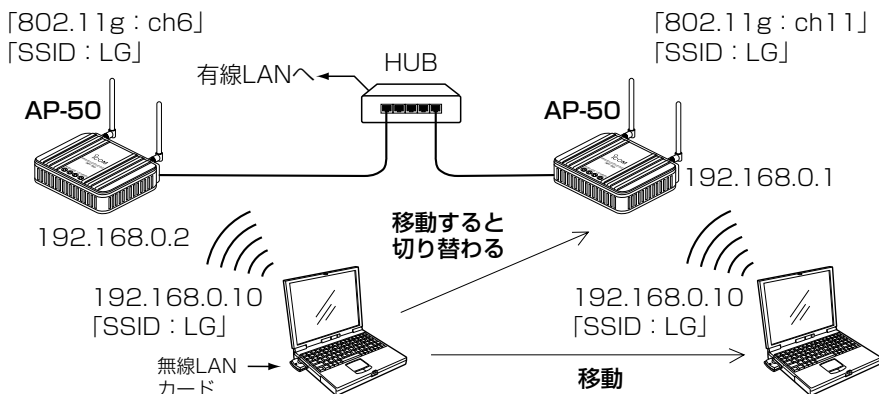 「802.11g：ch6」
「SSID：LG」
「802.11g：ch11」
「SSID：LG」
有線LANへ
HUB
AP-50
AP-50
192.168.0.1
192.168.0.2
移動すると
切り替わる
192.168.0.10
「SSID：LG」
192.168.0.10
「SSID：LG」
無線LAN
カード
移動